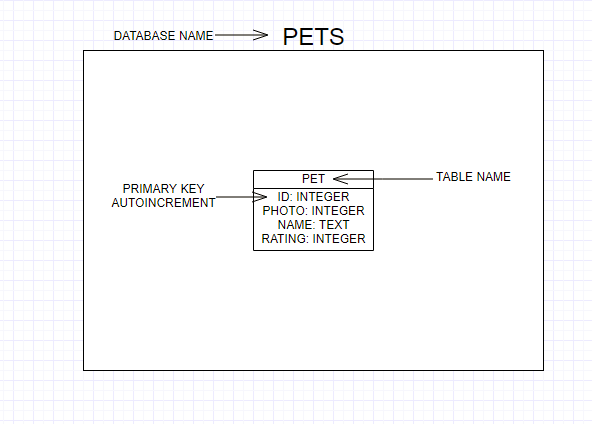 DATABASE NAME
PETS
PET
TABLE NAME
PRIMARY KEY
AUTOINCREMENT
ID: INTEGER
PHOTO: INTEGER
NAME: TEXT
RATING: INTEGER